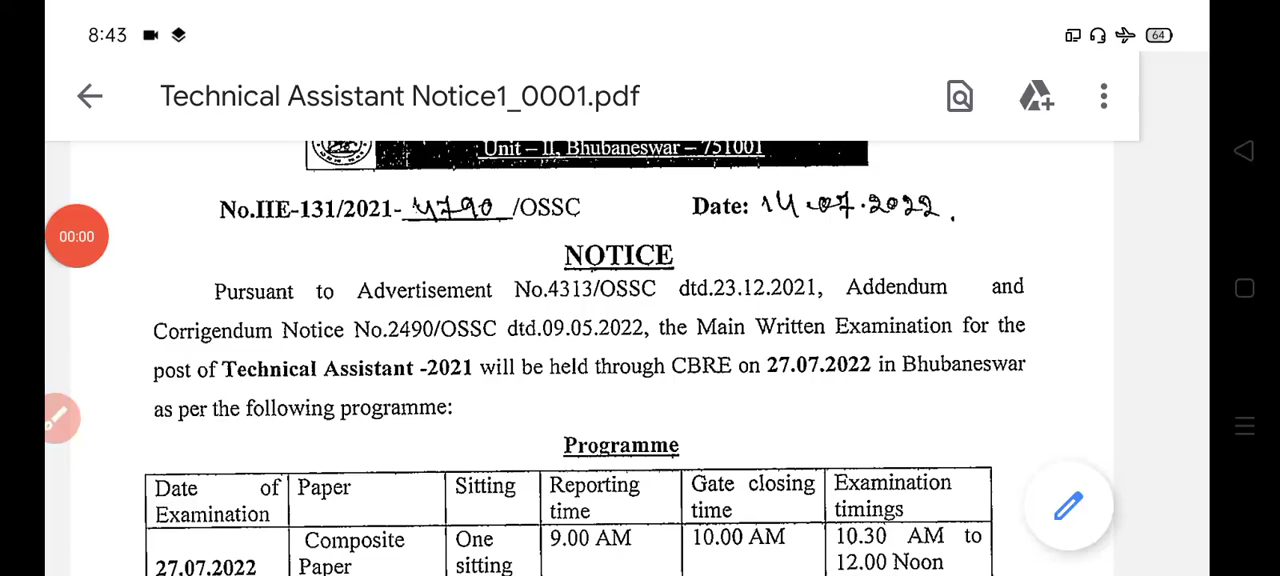 8:43
64
Technical Assistant Notice1_0001.pdf
Unit – II, Bhubaneswar – 751001
No.IIE-131/2021- 4790 /OSSC Date: 14.07.2022.
00:00
NOTICE
Pursuant to Advertisement No.4313/OSSC dtd.23.12.2021, Addendum and
Corrigendum Notice No.2490/OSSC dtd.09.05.2022, the Main Written Examination for the
post of Technical Assistant -2021 will be held through CBRE on 27.07.2022 in Bhubaneswar
as per the following programme:
Programme
Date of Examination Paper Sitting Reporting time Gate closing time Examination timings
27.07.2022 Composite Paper One sitting 9.00 AM 10.00 AM 10.30 AM to 12.00 Noon